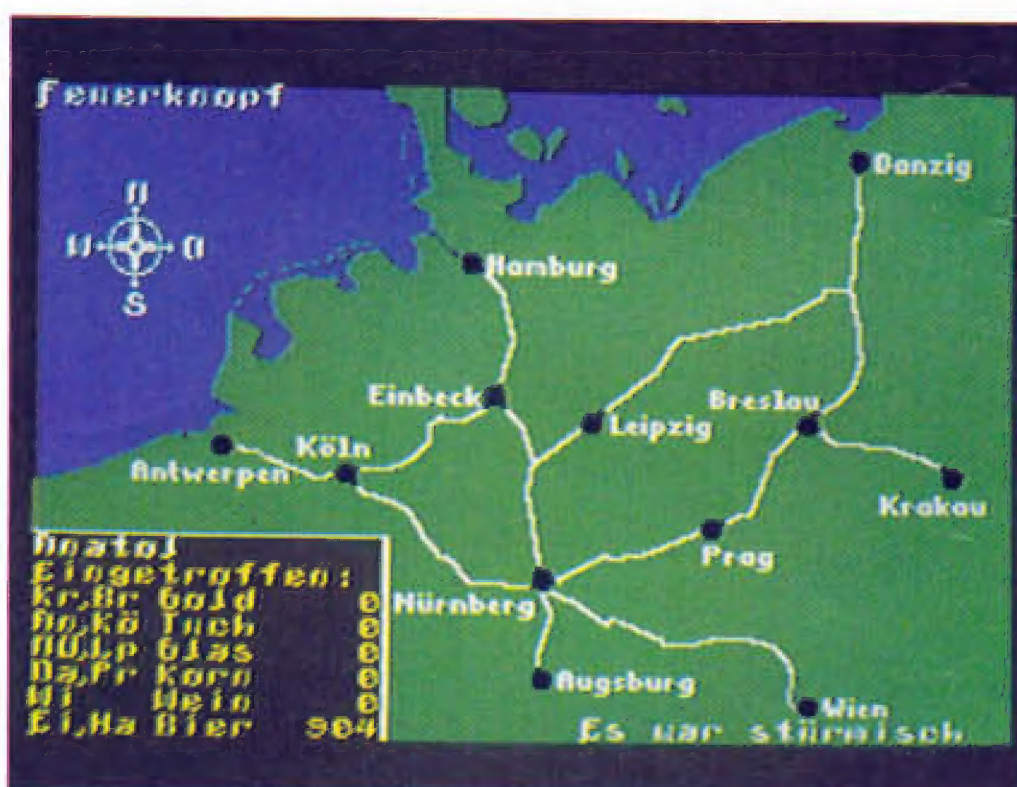 Feuerknopf
N
W O
S
Danzig
Hamburg
Einbeck
Breslau
Leipzig
Köln
Antwerpen
Krakau
Prag
Nürnberg
Augsburg
Wien
Anatol
Eingetroffen:
Kr,Br Gold 0
An,Kö Tuch 0
NÜ,Lp Glas 0
Da,Pr Korn 0
Wi Wein 0
Ei,Ha Bier 904
Es war stürmisch